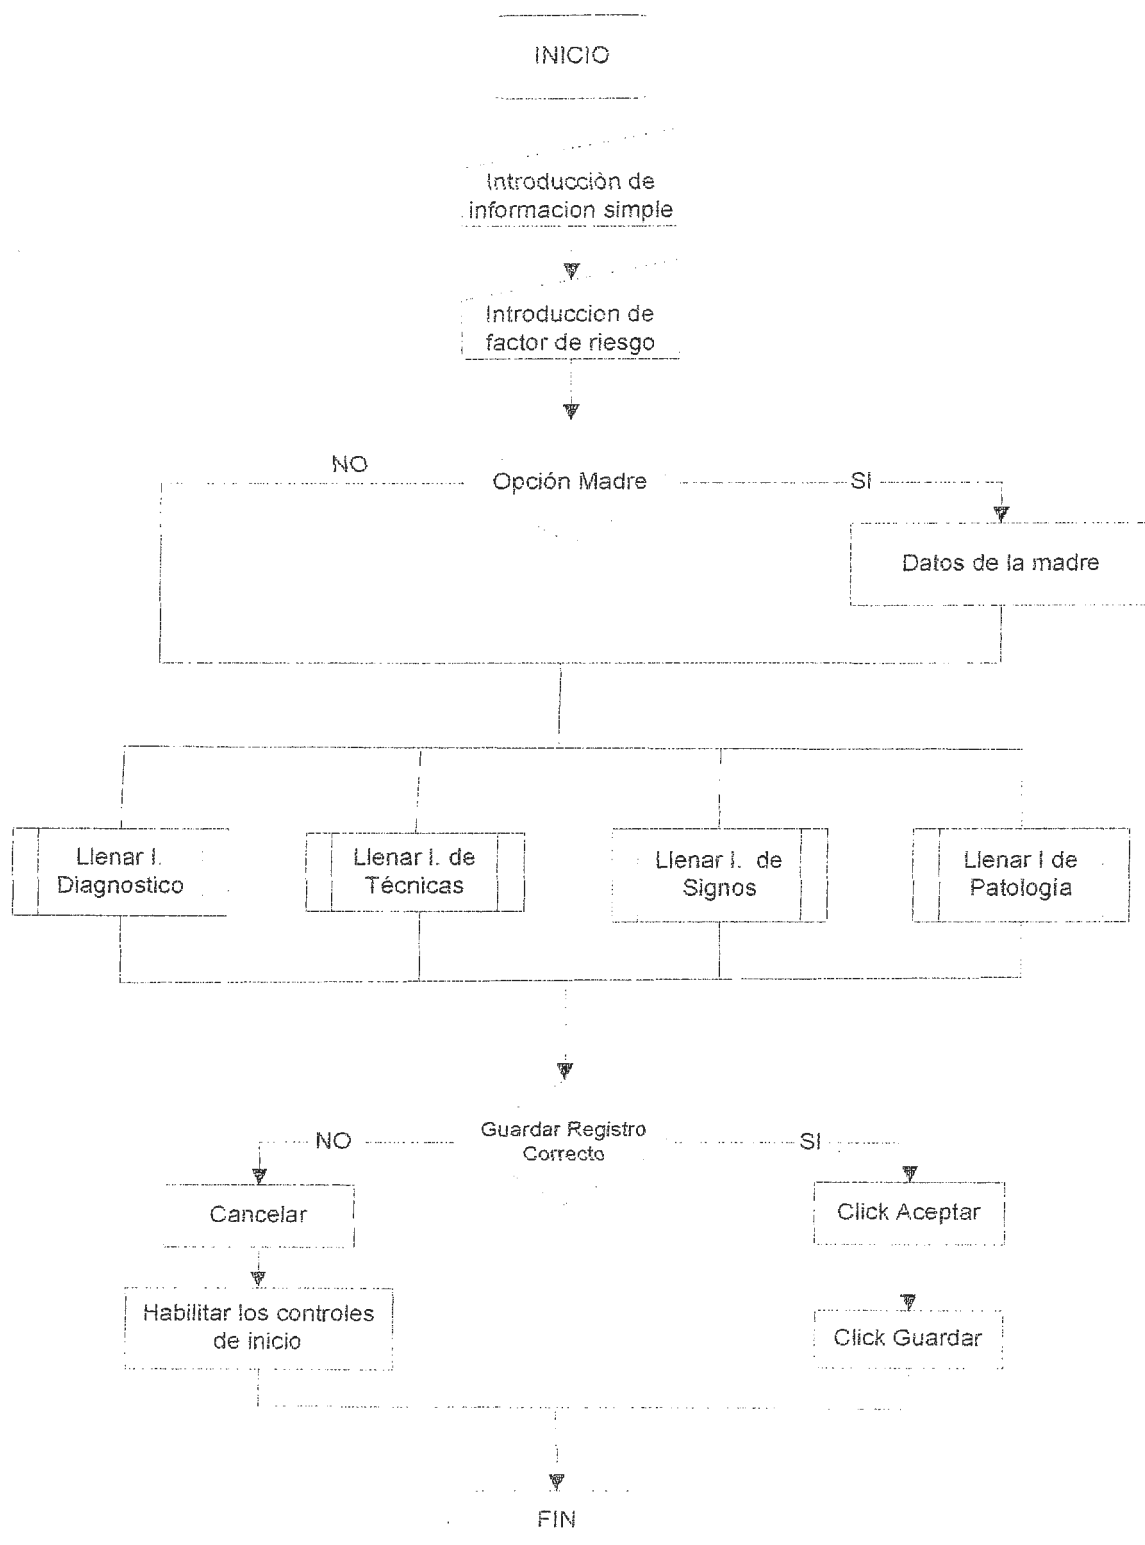 INICIO
Introducción de
informacion simple
Introduccion de
factor de riesgo
NO
Opción Madre
SI
Datos de la madre
Llenar I.
Diagnostico
Llenar I. de
Técnicas
Llenar I. de
Signos
Llenar I de
Patología
NO
Guardar Registro
Correcto
SI
Cancelar
Click Aceptar
Habilitar los controles
de inicio
Click Guardar
FIN